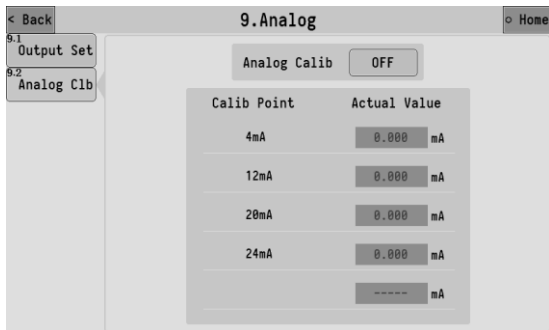 < Back 9.Analog ○ Home
9.1
Output Set
9.2
Analog Clb
Analog Calib OFF
Calib Point Actual Value
4mA 0.000 mA
12mA 0.000 mA
20mA 0.000 mA
24mA 0.000 mA
----- mA